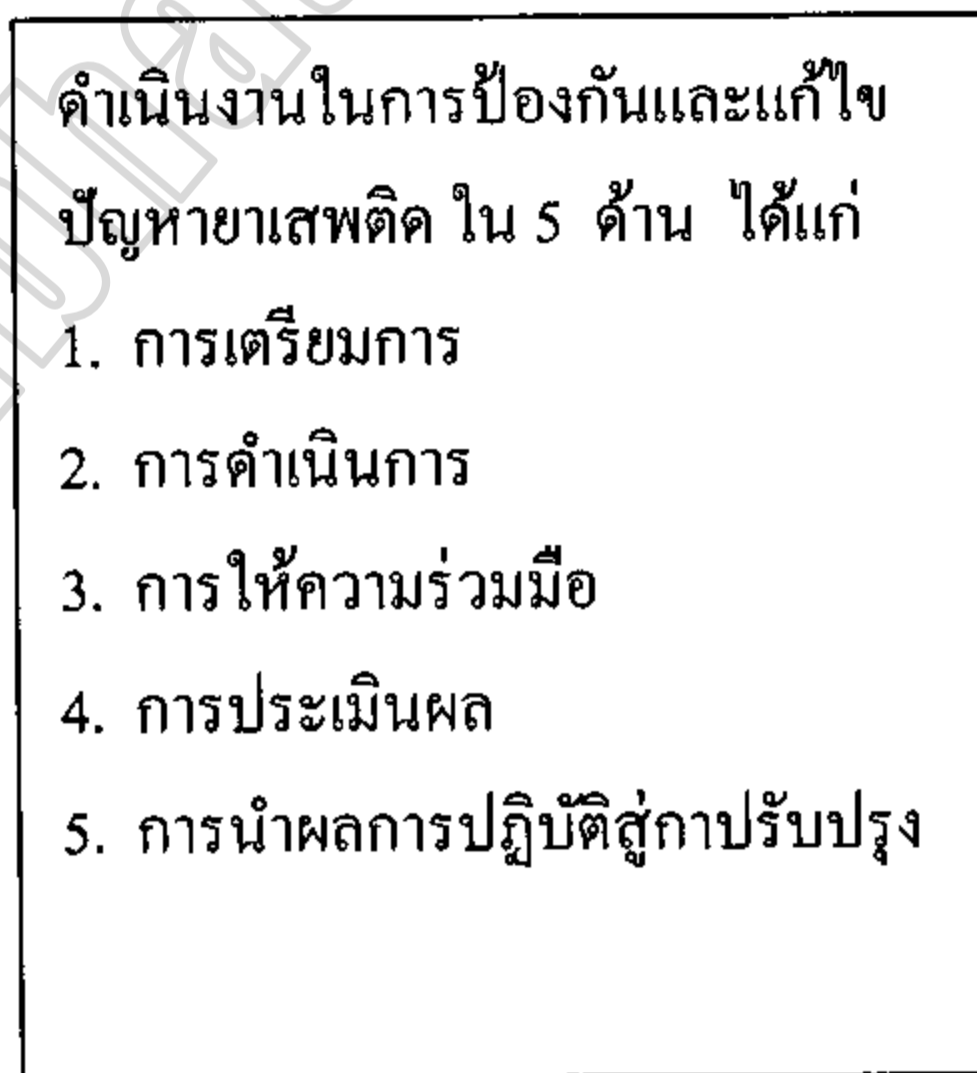 ดำเนินงานในการป้องกันและแก้ไข
ปัญหายาเสพติด ใน 5 ด้าน ได้แก่
1. การเตรียมการ
2. การดำเนินการ
3. การให้ความร่วมมือ
4. การประเมินผล
5. การนำผลการปฏิบัติสู่กาปรับปรุง